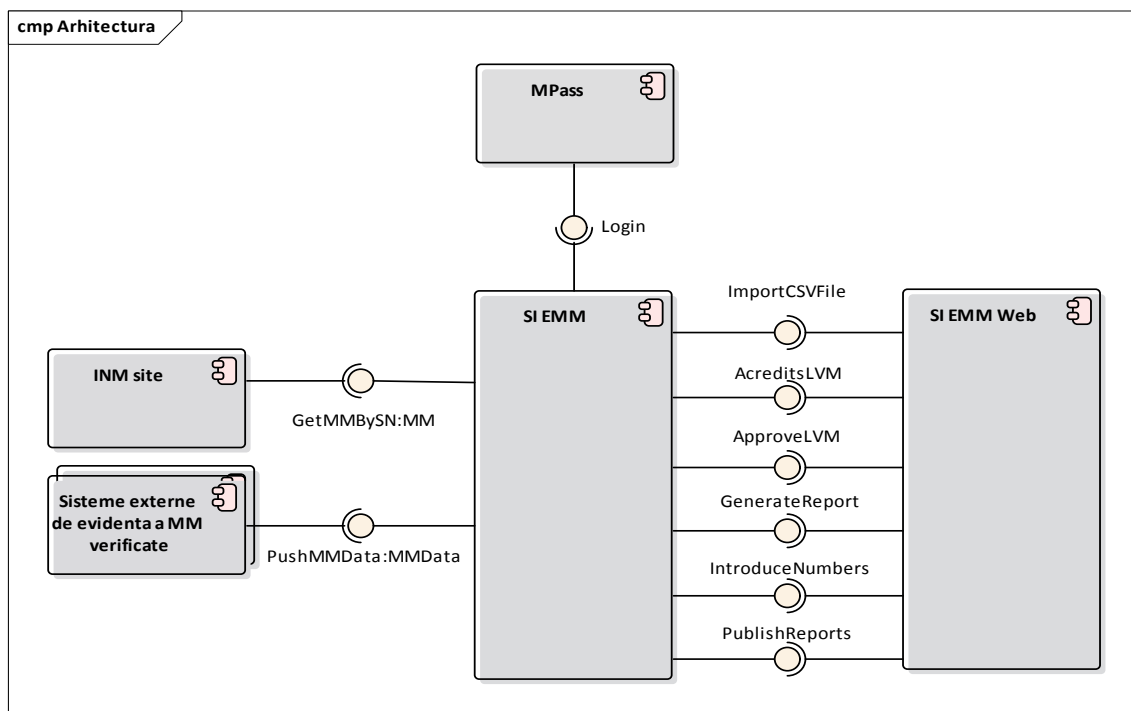 cmp Arhitectura
MPass
Login
SI EMM
ImportCSVFile
SI EMM Web
INM site
GetMMBySN:MM
AcreditsLVM
ApproveLVM
Sisteme externe
de evidenta a MM
verificate
PushMMData:MMData
GenerateReport
IntroduceNumbers
PublishReports